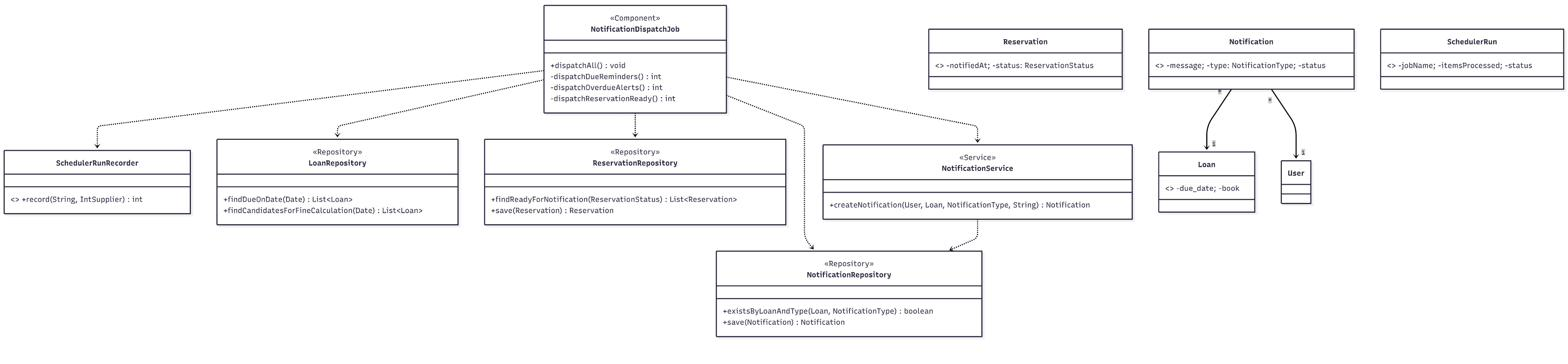 «Component»
NotificationDispatchJob
+dispatchAll() : void
-dispatchDueReminders() : int
-dispatchOverdueAlerts() : int
-dispatchReservationReady() : int
Reservation
<> -notifiedAt; -status: ReservationStatus
Notification
<> -message; -type: NotificationType; -status
SchedulerRun
<> -jobName; -itemsProcessed; -status
SchedulerRunRecorder
<> +record(String, IntSupplier) : int
«Repository»
LoanRepository
+findDueOnDate(Date) : List<Loan>
+findCandidatesForFineCalculation(Date) : List<Loan>
«Repository»
ReservationRepository
+findReadyForNotification(ReservationStatus) : List<Reservation>
+save(Reservation) : Reservation
«Service»
NotificationService
+createNotification(User, Loan, NotificationType, String) : Notification
*
*
1
1
Loan
<> -due_date; -book
User
«Repository»
NotificationRepository
+existsByLoanAndType(Loan, NotificationType) : boolean
+save(Notification) : Notification